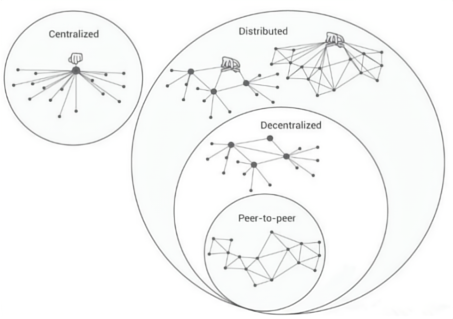 Centralized
Distributed
Decentralized
Peer-to-peer